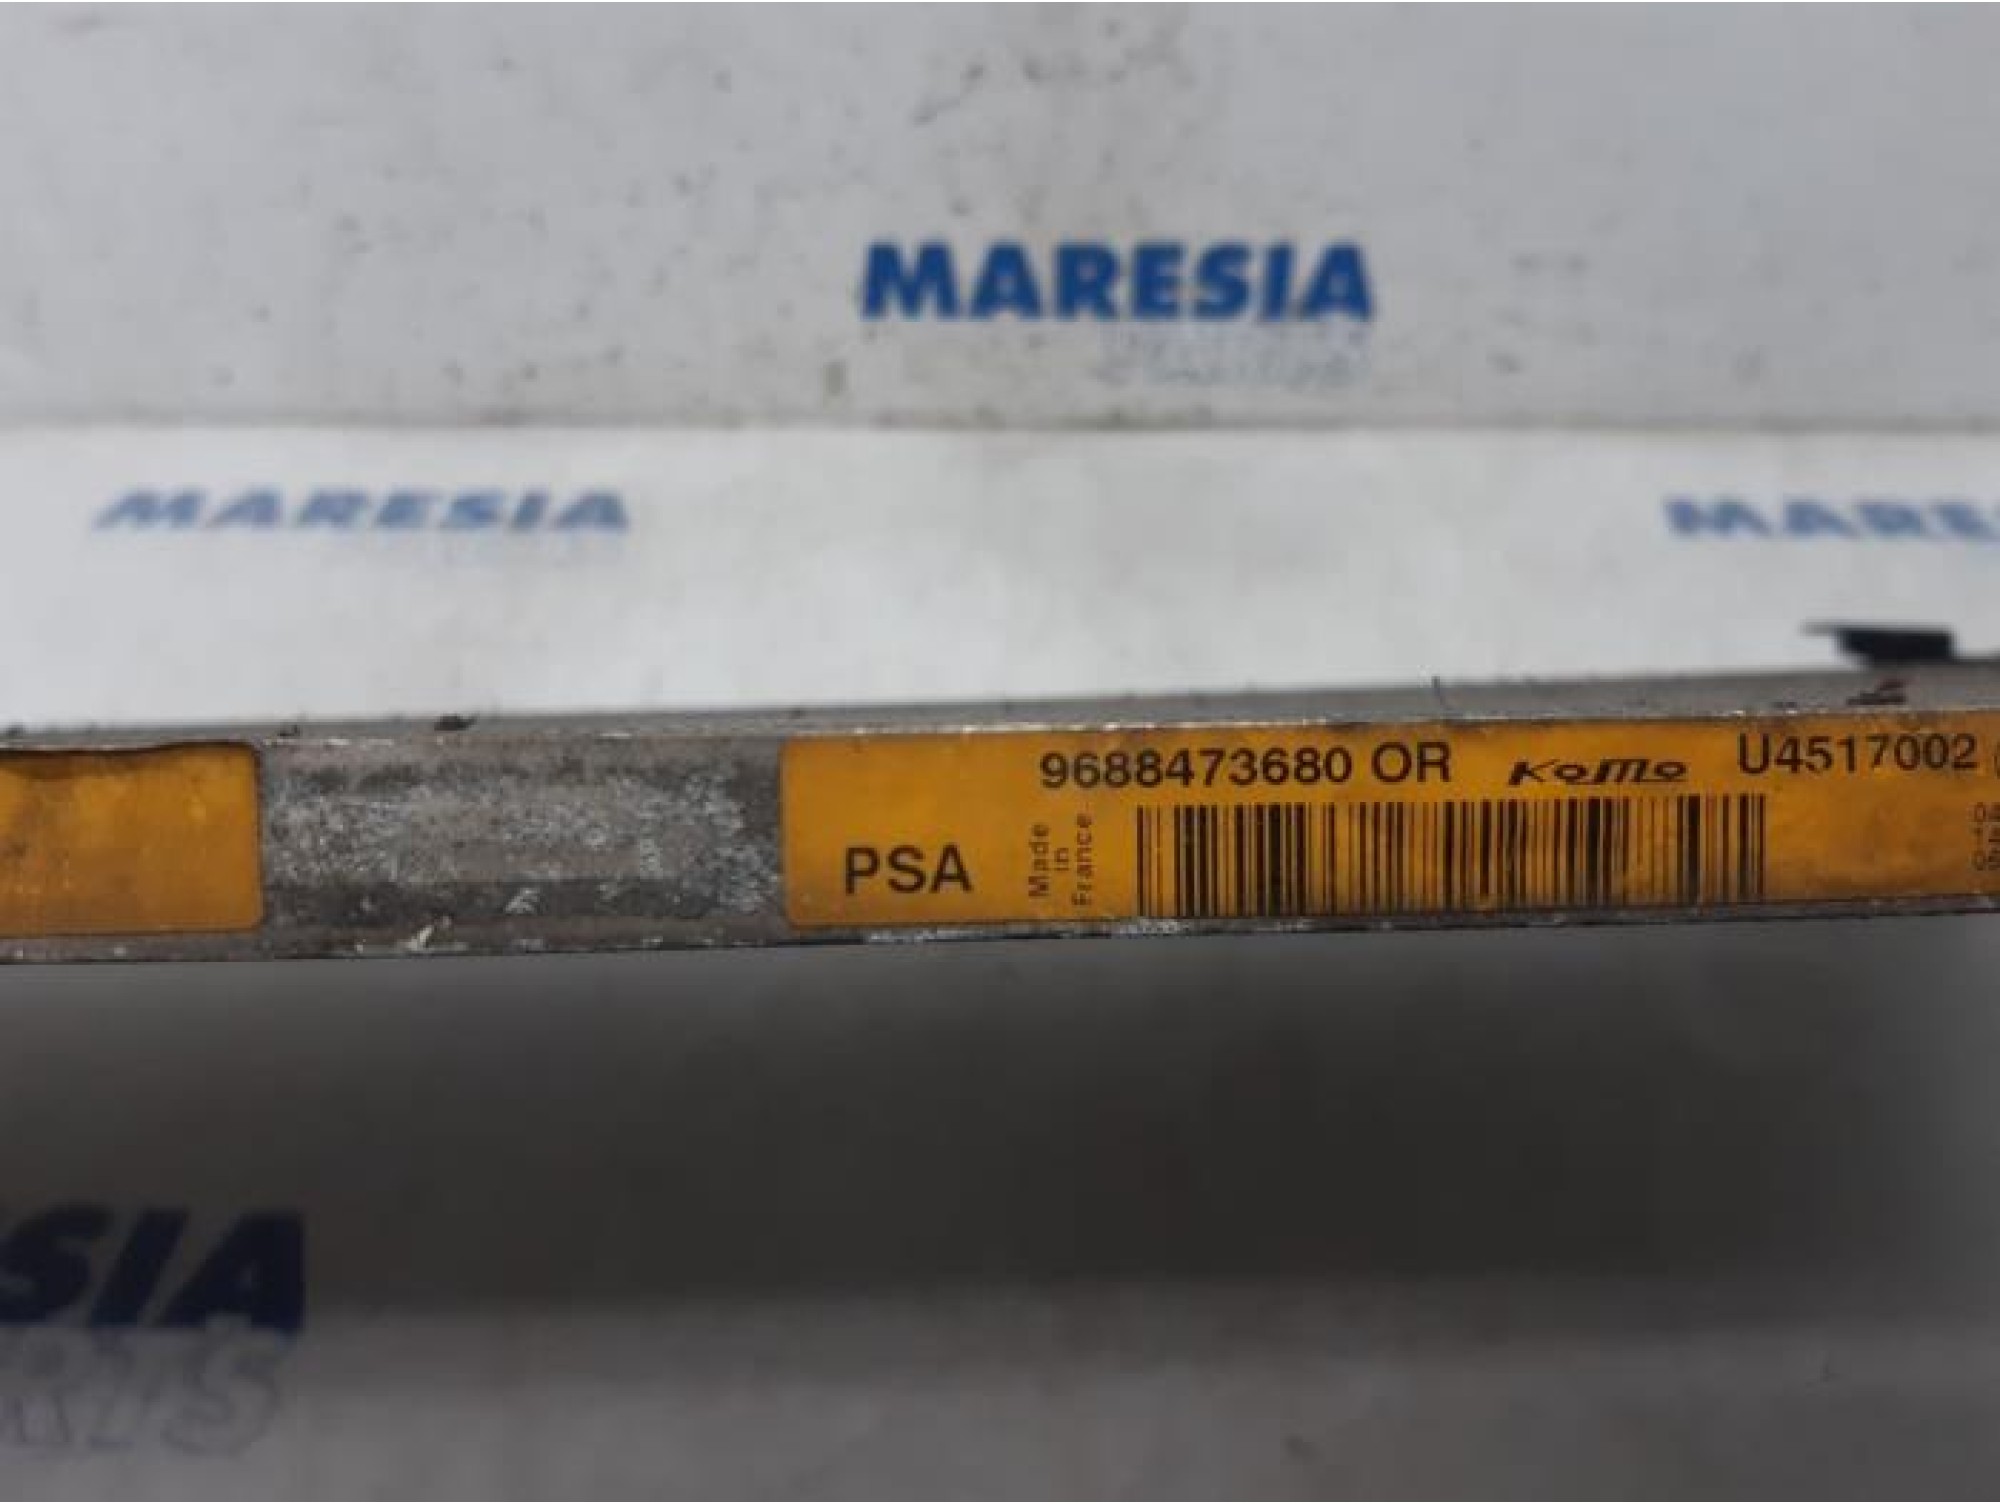 MARESIA
MARESIA
MARES
9688473680 OR KOMO U4517002
PSA
Made
in
France
SIA